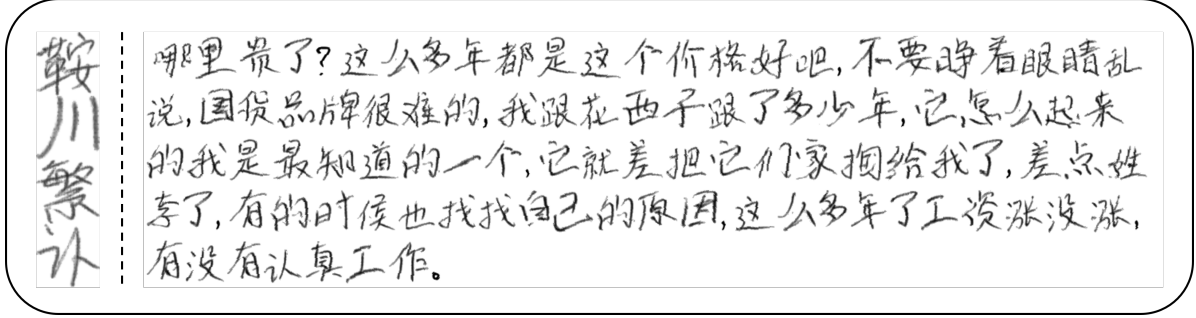 鞍川繁讣
哪里贵了?这么多年都是这个价格好吧,不要睁着眼睛乱
说,国货品牌很难的,我跟花西子跟了多少年,它怎么起来
的我是最知道的一个,它就差把它们家掏给我了,差点姓
李了,有的时候也找找自己的原因,这么多年了工资涨没涨,
有没有认真工作。